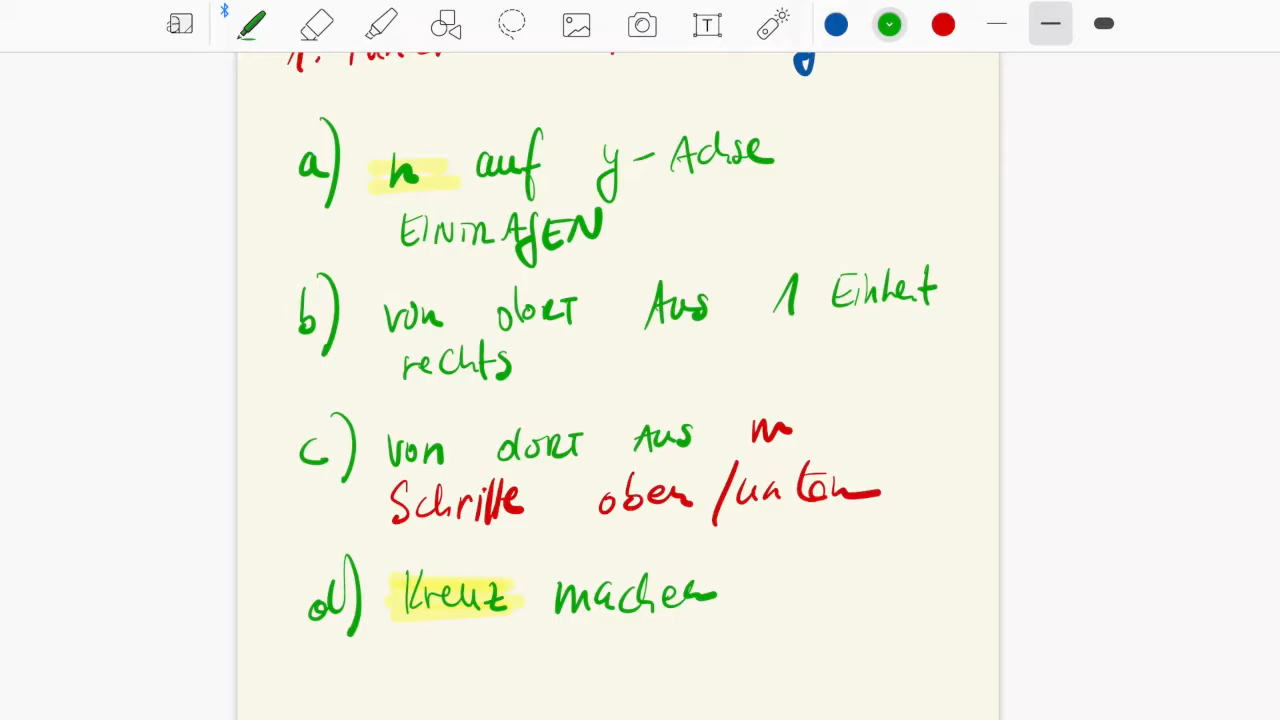 a) n auf y-Achse
EINTRAGEN
b) von dort Aus 1 Einheit
rechts
c) von dort Aus m
Schritte oben/unten
d) Kreuz machen